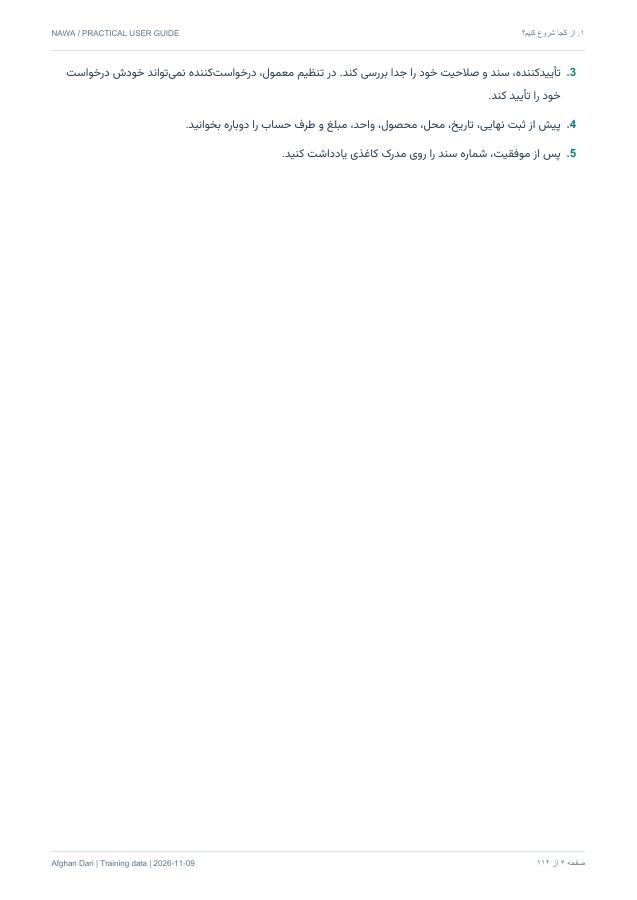 NAWA / PRACTICAL USER GUIDE
۱. از کجا شروع کنیم؟
3. تأییدکننده، سند و صلاحیت خود را جدا بررسی کند. در تنظیم معمول، درخواست‌کننده نمی‌تواند خودش درخواست
خود را تأیید کند.
4. پیش از ثبت نهایی، تاریخ، محل، محصول، واحد، مبلغ و طرف حساب را دوباره بخوانید.
5. پس از موفقیت، شماره سند را روی مدرک کاغذی یادداشت کنید.
Afghan Dari | Training data | 2026-11-09
صفحه ۴ از ۱۱۲